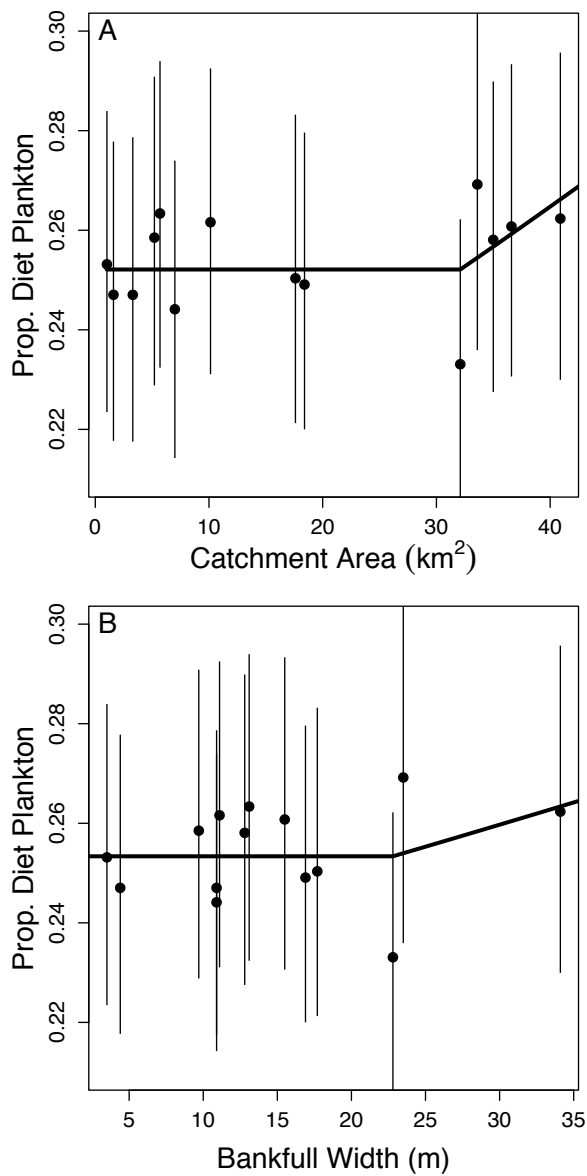 A
Prop. Diet Plankton
0.30
0.28
0.26
0.24
0.22
0 10 20 30 40
Catchment Area (km²)
B
Prop. Diet Plankton
0.30
0.28
0.26
0.24
0.22
5 10 15 20 25 30 35
Bankfull Width (m)